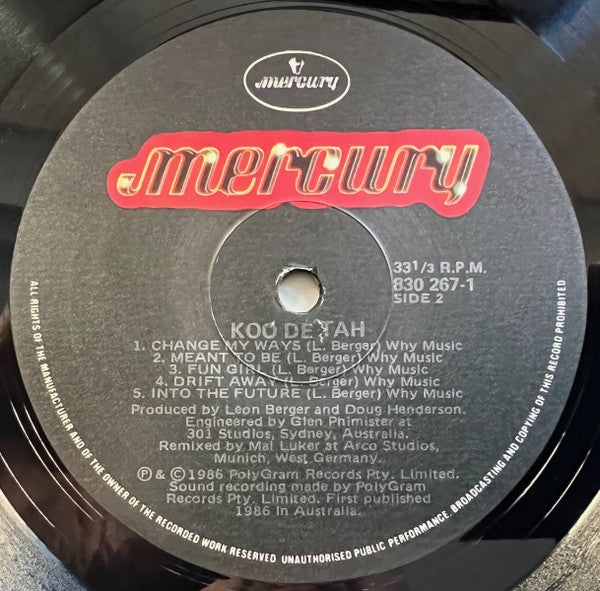 mercury
mercury
33 1/3 R.P.M.
830 267-1
SIDE 2
KOO DE TAH
1. CHANGE MY WAYS (L. Berger) Why Music
2. MEANT TO BE (L. Berger) Why Music
3. FUN GIRL (L. Berger) Why Music
4. DRIFT AWAY (L. Berger) Why Music
5. INTO THE FUTURE (L. Berger) Why Music
Produced by Leon Berger and Doug Henderson.
Engineered by Glen Phimister at
301 Studios, Sydney, Australia.
Remixed by Mal Luker at Arco Studios,
Munich, West Germany.
℗ & © 1986 PolyGram Records Pty. Limited.
Sound recording made by PolyGram
Records Pty. Limited. First published
1986 in Australia.
ALL RIGHTS OF THE MANUFACTURER AND OF THE OWNER OF THE RECORDED WORK RESERVED UNAUTHORISED PUBLIC PERFORMANCE, BROADCASTING AND COPYING OF THIS RECORD PROHIBITED